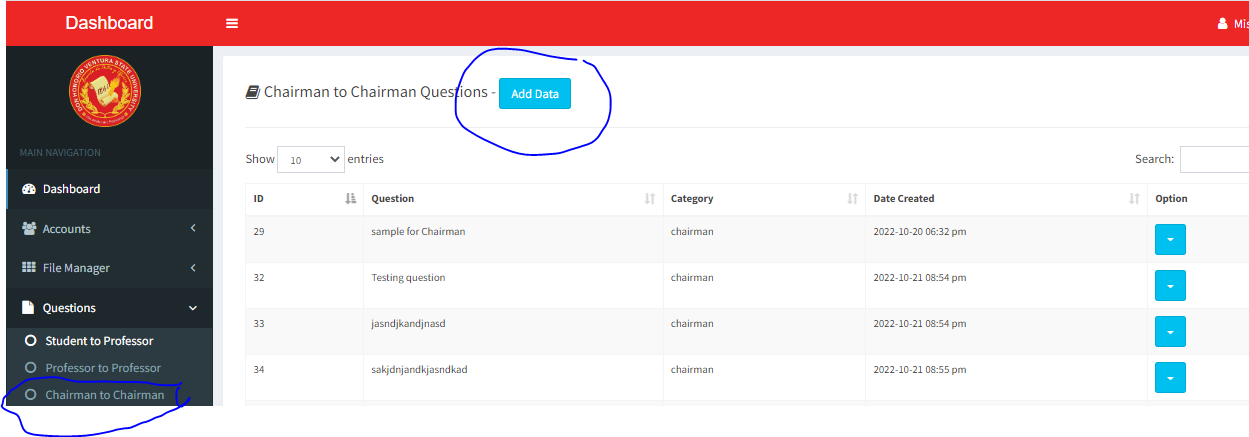 Dashboard
Mis
DON HONORIO VENTURA STATE UNIVERSITY
Chairman to Chairman Questions - Add Data
MAIN NAVIGATION
Show 10 entries
Search:
Dashboard
ID Question Category Date Created Option
Accounts
29 sample for Chairman chairman 2022-10-20 06:32 pm
File Manager
32 Testing question chairman 2022-10-21 08:54 pm
Questions
33 jasndjkandjnasd chairman 2022-10-21 08:54 pm
Student to Professor
Professor to Professor
34 sakjdnjandkjasndkad chairman 2022-10-21 08:55 pm
Chairman to Chairman